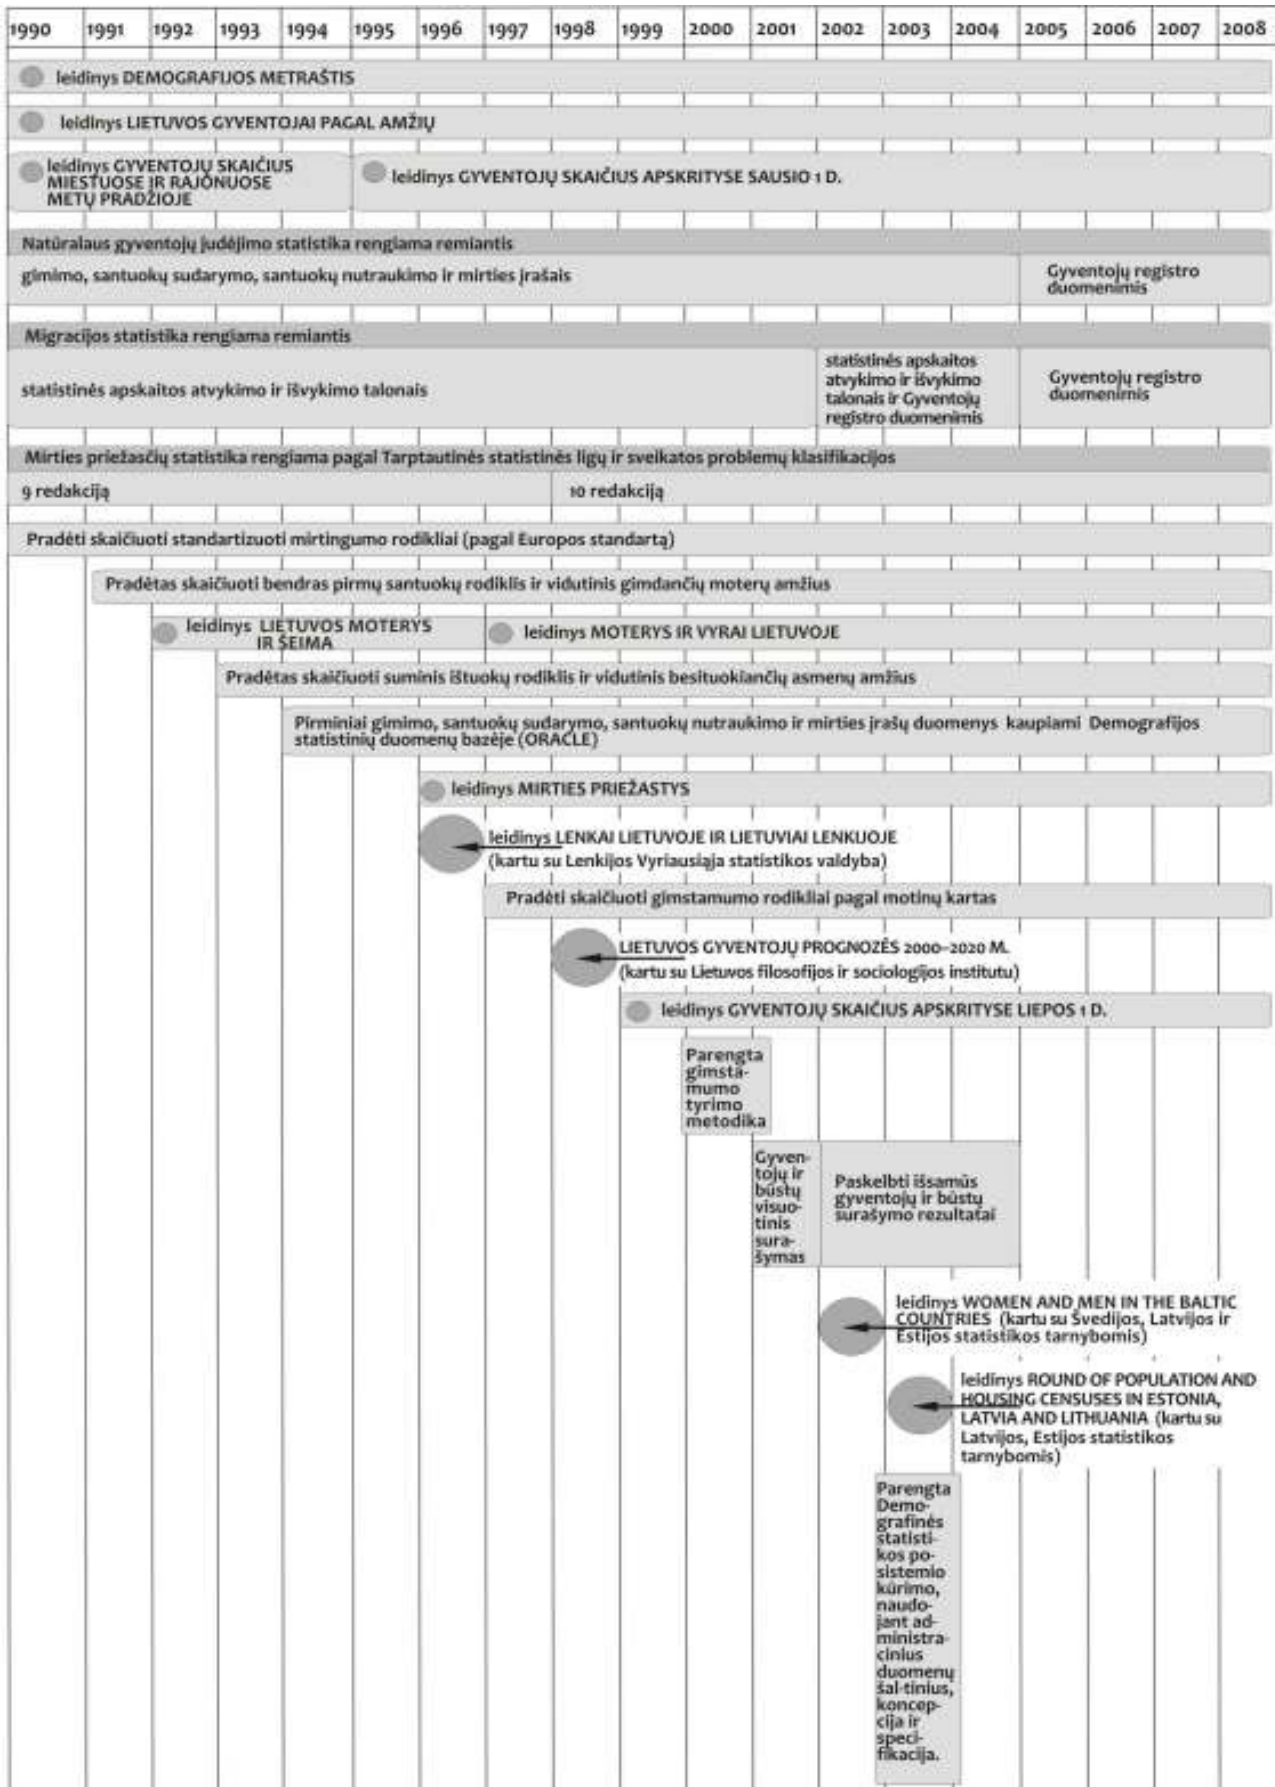 1990 1991 1992 1993 1994 1995 1996 1997 1998 1999 2000 2001 2002 2003 2004 2005 2006 2007 2008
leidinys DEMOGRAFIJOS METRAŠTIS
leidinys LIETUVOS GYVENTOJAI PAGAL AMŽIŲ
leidinys GYVENTOJŲ SKAIČIUS
MIESTUOSE IR RAJONUOSE
METŲ PRADŽIOJE
leidinys GYVENTOJŲ SKAIČIUS APSKRITYSE SAUSIO 1 D.
Natūralaus gyventojų judėjimo statistika rengiama remiantis
gimimo, santuokų sudarymo, santuokų nutraukimo ir mirties įrašais
Gyventojų registro
duomenimis
Migracijos statistika rengiama remiantis
statistinės apskaitos atvykimo ir išvykimo talonais
statistinės apskaitos
atvykimo ir išvykimo
talonais ir Gyventojų
registro duomenimis
Gyventojų registro
duomenimis
Mirties priežasčių statistika rengiama pagal Tarptautinės statistinės ligų ir sveikatos problemų klasifikacijos
9 redakciją
10 redakciją
Pradėti skaičiuoti standartizuoti mirtingumo rodikliai (pagal Europos standartą)
Pradėtas skaičiuoti bendras pirmų santuokų rodiklis ir vidutinis gimdančių moterų amžius
leidinys LIETUVOS MOTERYS
IR ŠEIMA
leidinys MOTERYS IR VYRAI LIETUVOJE
Pradėtas skaičiuoti suminis ištuokų rodiklis ir vidutinis besituokiančių asmenų amžius
Pirminiai gimimo, santuokų sudarymo, santuokų nutraukimo ir mirties įrašų duomenys kaupiami Demografijos
statistinių duomenų bazėje (ORACLE)
leidinys MIRTIES PRIEŽASTYS
leidinys LENKAI LIETUVOJE IR LIETUVIAI LENKIJOJE
(kartu su Lenkijos Vyriausiąja statistikos valdyba)
Pradėti skaičiuoti gimstamumo rodikliai pagal motinų kartas
LIETUVOS GYVENTOJŲ PROGNOZĖS 2000–2020 M.
(kartu su Lietuvos filosofijos ir sociologijos institutu)
leidinys GYVENTOJŲ SKAIČIUS APSKRITYSE LIEPOS 1 D.
Parengta
gimsta-
mumo
tyrimo
metodika
Gyven-
tojų ir
būstų
visuo-
tinis
sura-
šymas
Paskelbti išsamūs
gyventojų ir būstų
surašymo rezultatai
leidinys WOMEN AND MEN IN THE BALTIC
COUNTRIES (kartu su Švedijos, Latvijos ir
Estijos statistikos tarnybomis)
leidinys ROUND OF POPULATION AND
HOUSING CENSUSES IN ESTONIA,
LATVIA AND LITHUANIA (kartu su
Latvijos, Estijos statistikos
tarnybomis)
Parengta
Demo-
grafinės
statisti-
kos po-
sistemio
kūrimo,
naudo-
jant ad-
ministra-
cinius
duomenų
šal-tinius,
koncep-
cija ir
speci-
fikacija.